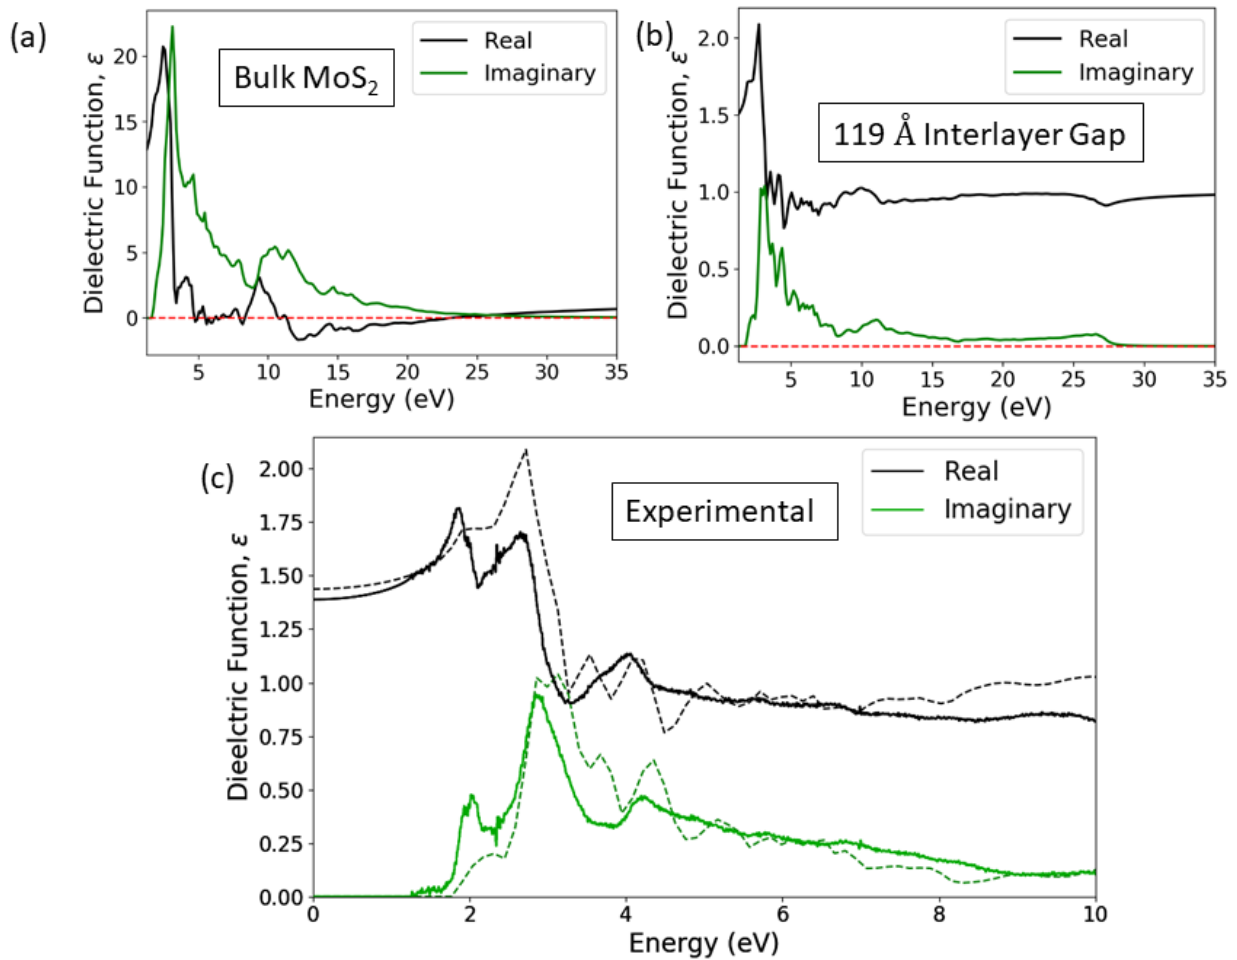 (a)
Dielectric Function, ε
20
15
10
5
0
Real
Imaginary
Bulk MoS₂
5 10 15 20 25 30 35
Energy (eV)
(b)
Dielectric Function, ε
2.0
1.5
1.0
0.5
0.0
Real
Imaginary
119 Å Interlayer Gap
5 10 15 20 25 30 35
Energy (eV)
(c)
Dieelctric Function, ε
2.00
1.75
1.50
1.25
1.00
0.75
0.50
0.25
0.00
Experimental
Real
Imaginary
0 2 4 6 8 10
Energy (eV)